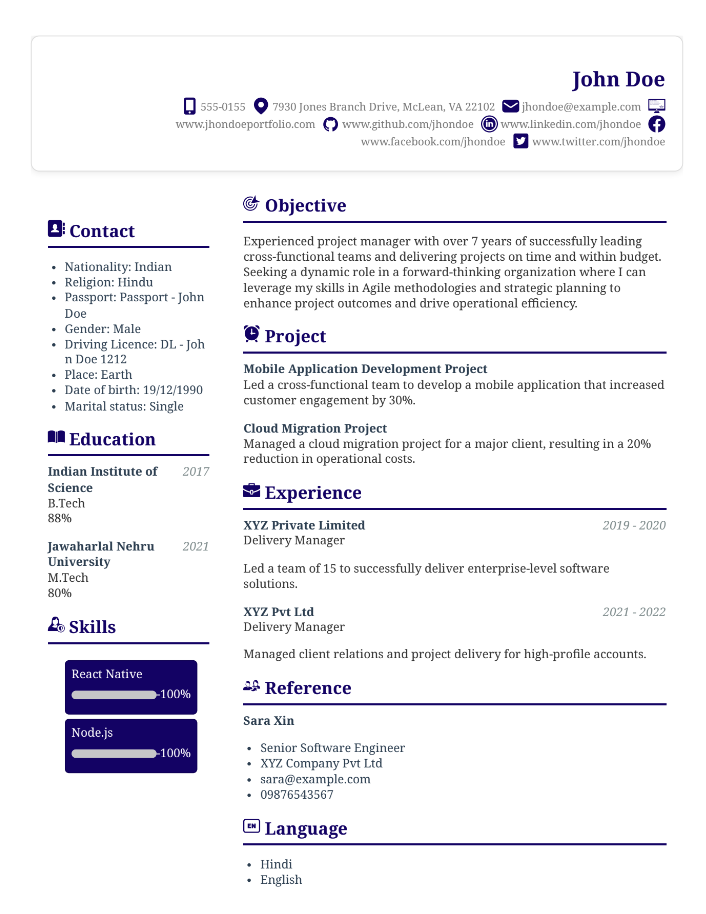 John Doe
555-0155 7930 Jones Branch Drive, McLean, VA 22102 jhondoe@example.com
www.jhondoeportfolio.com www.github.com/jhondoe www.linkedin.com/jhondoe
www.facebook.com/jhondoe www.twitter.com/jhondoe
Contact
• Nationality: Indian
• Religion: Hindu
• Passport: Passport - John
Doe
• Gender: Male
• Driving Licence: DL - Joh
n Doe 1212
• Place: Earth
• Date of birth: 19/12/1990
• Marital status: Single
Education
Indian Institute of 2017
Science
B.Tech
88%
Jawaharlal Nehru 2021
University
M.Tech
80%
Skills
React Native
100%
Node.js
100%
Objective
Experienced project manager with over 7 years of successfully leading
cross-functional teams and delivering projects on time and within budget.
Seeking a dynamic role in a forward-thinking organization where I can
leverage my skills in Agile methodologies and strategic planning to
enhance project outcomes and drive operational efficiency.
Project
Mobile Application Development Project
Led a cross-functional team to develop a mobile application that increased
customer engagement by 30%.
Cloud Migration Project
Managed a cloud migration project for a major client, resulting in a 20%
reduction in operational costs.
Experience
XYZ Private Limited 2019 - 2020
Delivery Manager
Led a team of 15 to successfully deliver enterprise-level software
solutions.
XYZ Pvt Ltd 2021 - 2022
Delivery Manager
Managed client relations and project delivery for high-profile accounts.
Reference
Sara Xin
• Senior Software Engineer
• XYZ Company Pvt Ltd
• sara@example.com
• 09876543567
EN Language
• Hindi
• English